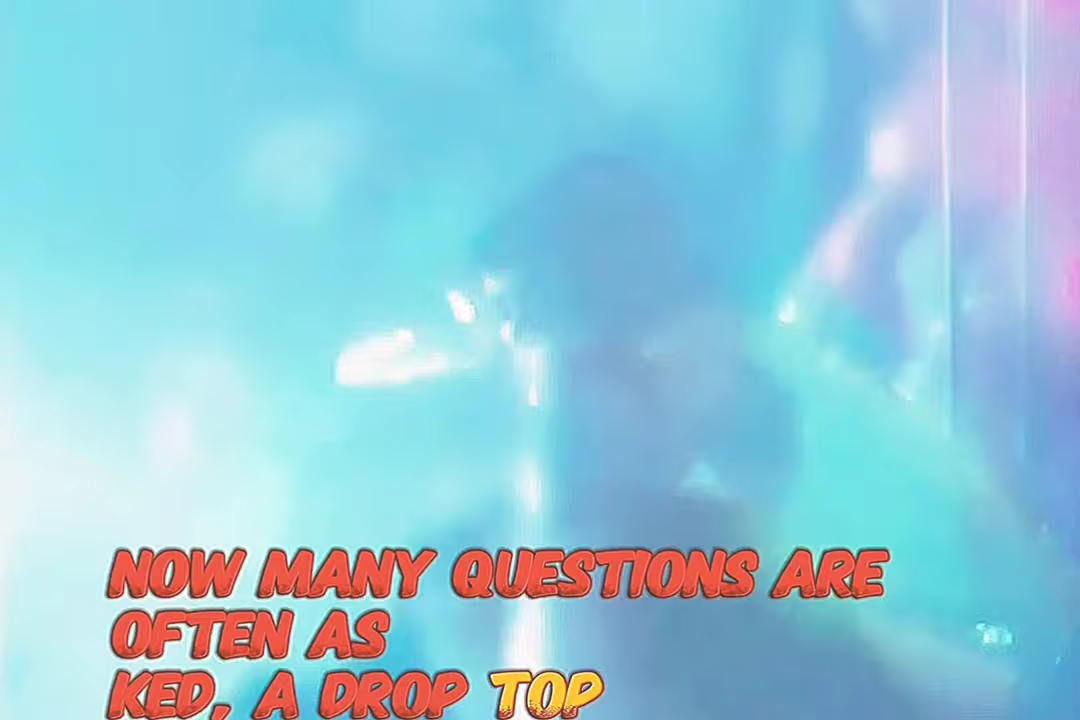 NOW MANY QUESTIONS ARE
OFTEN AS
KED, A DROP TOP